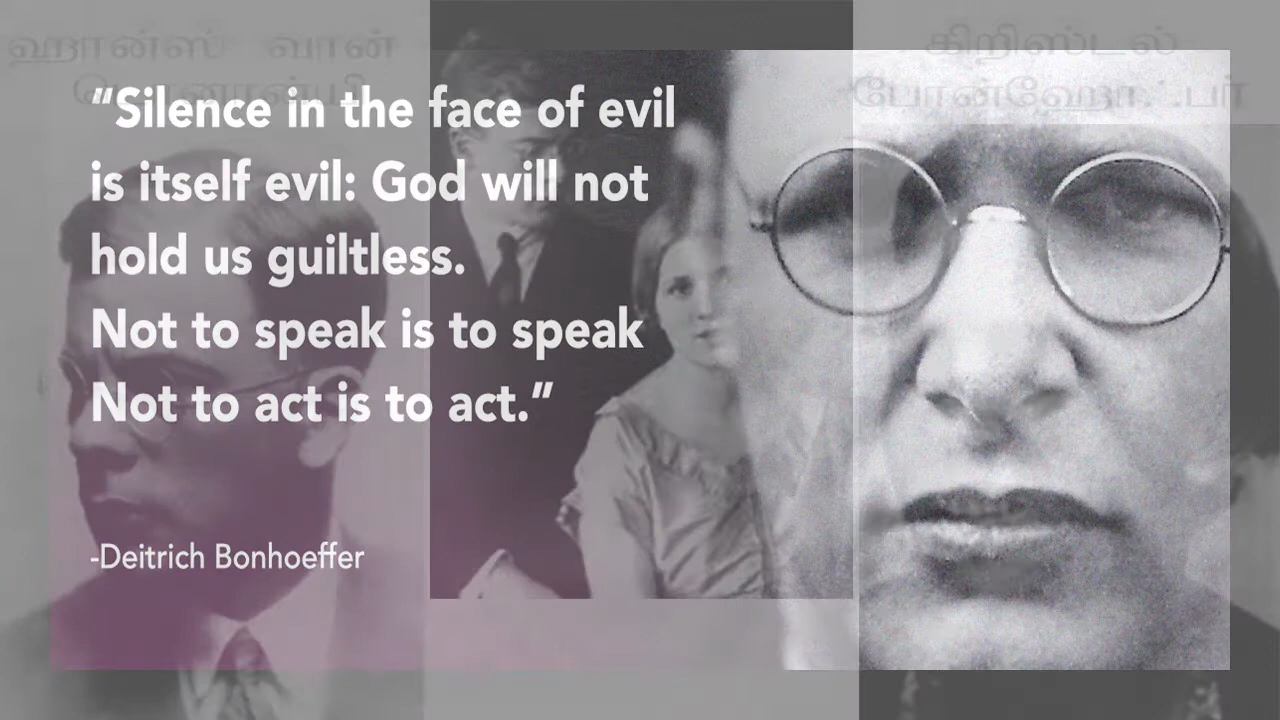 ஹான்ஸ் வான்
கிறிஸ்டல்
போன்ஹோஃபர்
“Silence in the face of evil
is itself evil: God will not
hold us guiltless.
Not to speak is to speak
Not to act is to act.”
-Deitrich Bonhoeffer